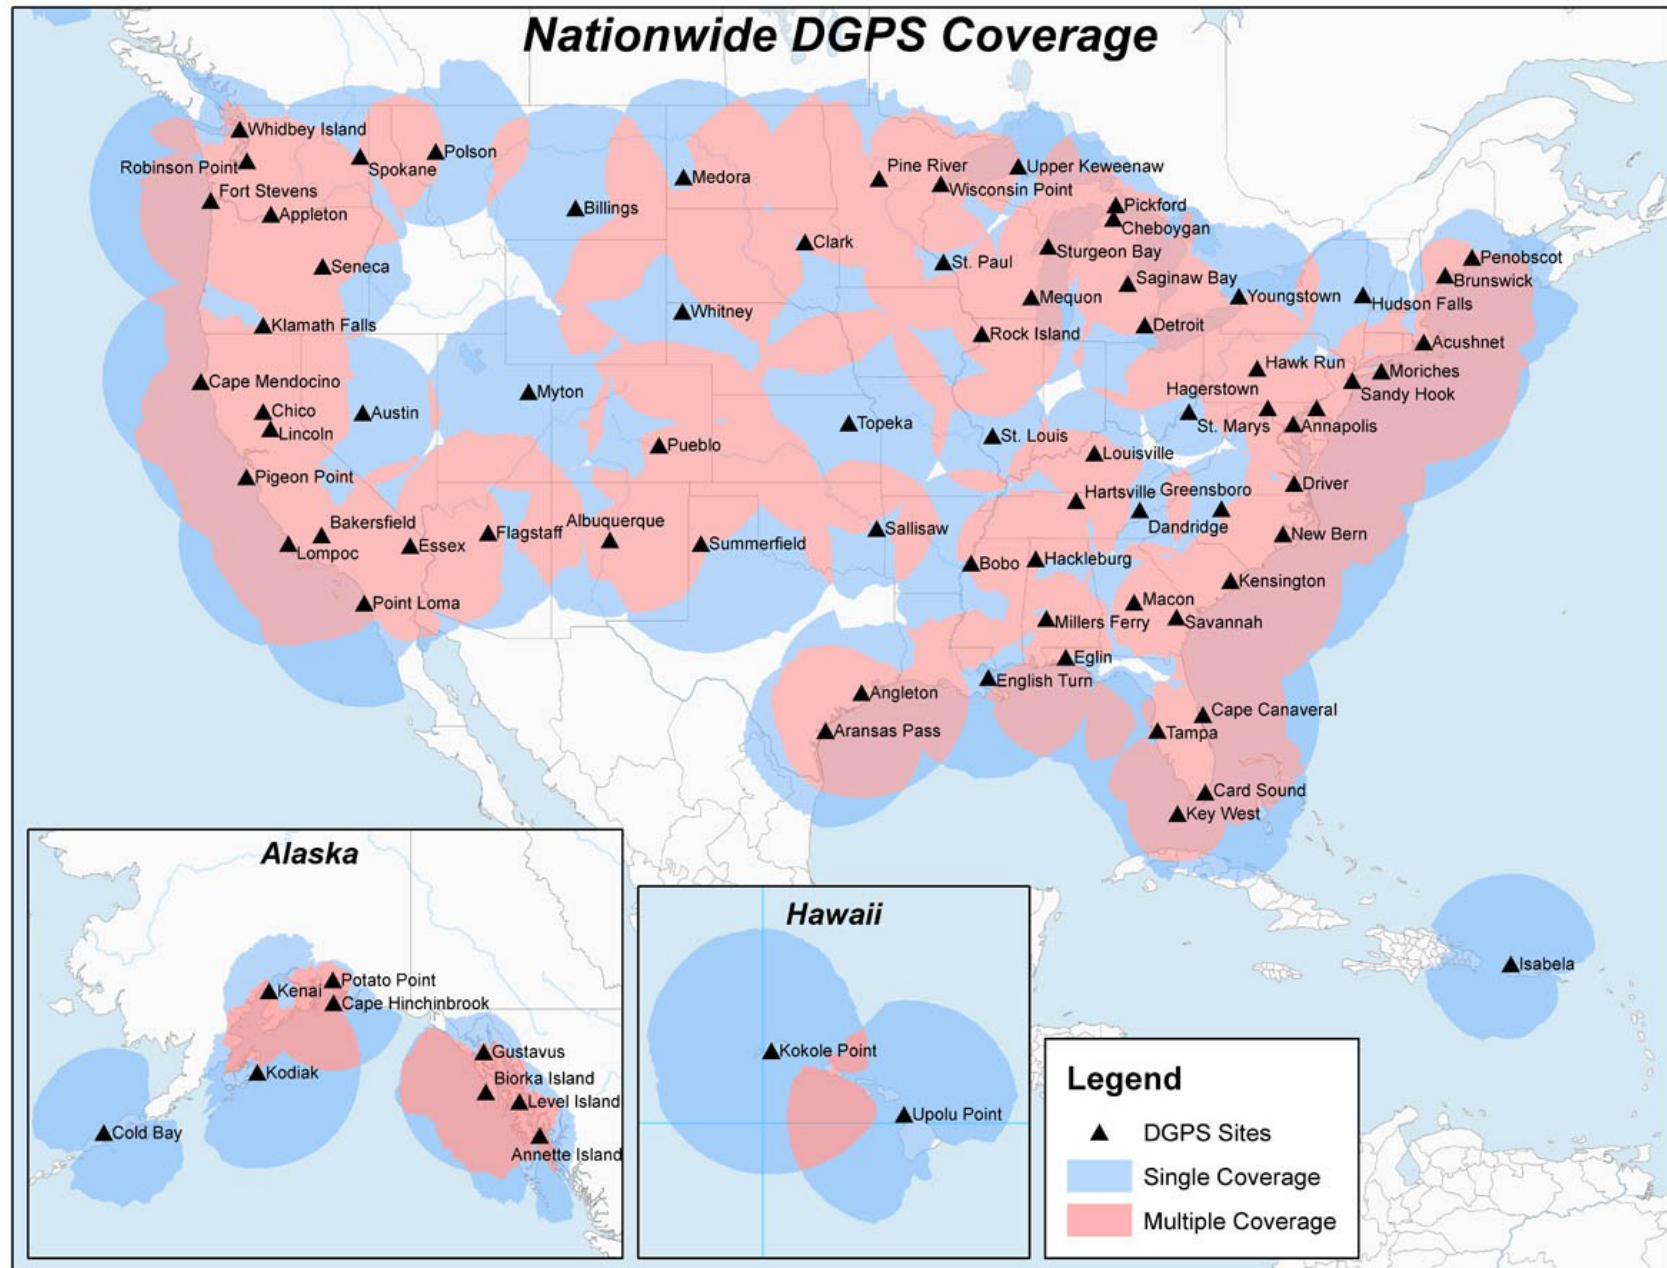 Nationwide DGPS Coverage
Whidbey Island
Robinson Point
Spokane
Polson
Fort Stevens
Appleton
Seneca
Klamath Falls
Billings
Medora
Clark
Whitney
Pine River
Wisconsin Point
Upper Keweenaw
Pickford
Cheboygan
Sturgeon Bay
St. Paul
Saginaw Bay
Mequon
Rock Island
Detroit
Youngstown
Hudson Falls
Penobscot
Brunswick
Acushnet
Moriches
Sandy Hook
Hawk Run
Hagerstown
St. Marys
Annapolis
Cape Mendocino
Chico
Lincoln
Austin
Myton
Pueblo
Topeka
St. Louis
Louisville
Pigeon Point
Bakersfield
Lompoc
Essex
Flagstaff
Albuquerque
Summerfield
Sallisaw
Hartsville
Greensboro
Dandridge
Driver
New Bern
Bobo
Hackleburg
Kensington
Point Loma
Macon
Savannah
Millers Ferry
Eglin
English Turn
Angleton
Aransas Pass
Cape Canaveral
Tampa
Card Sound
Key West
Isabela
Alaska
Potato Point
Kenai
Cape Hinchinbrook
Kodiak
Gustavus
Biorka Island
Level Island
Annette Island
Cold Bay
Hawaii
Kokole Point
Upolu Point
Legend
DGPS Sites
Single Coverage
Multiple Coverage